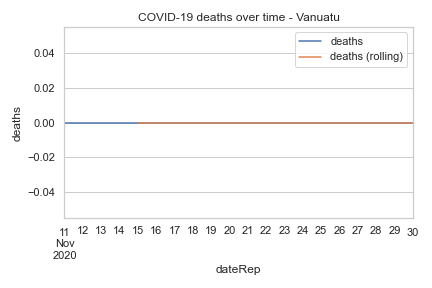 COVID-19 deaths over time - Vanuatu
deaths
deaths (rolling)
deaths
0.04
0.02
0.00
−0.02
−0.04
11 12 13 14 15 16 17 18 19 20 21 22 23 24 25 26 27 28 29 30
Nov
2020
dateRep